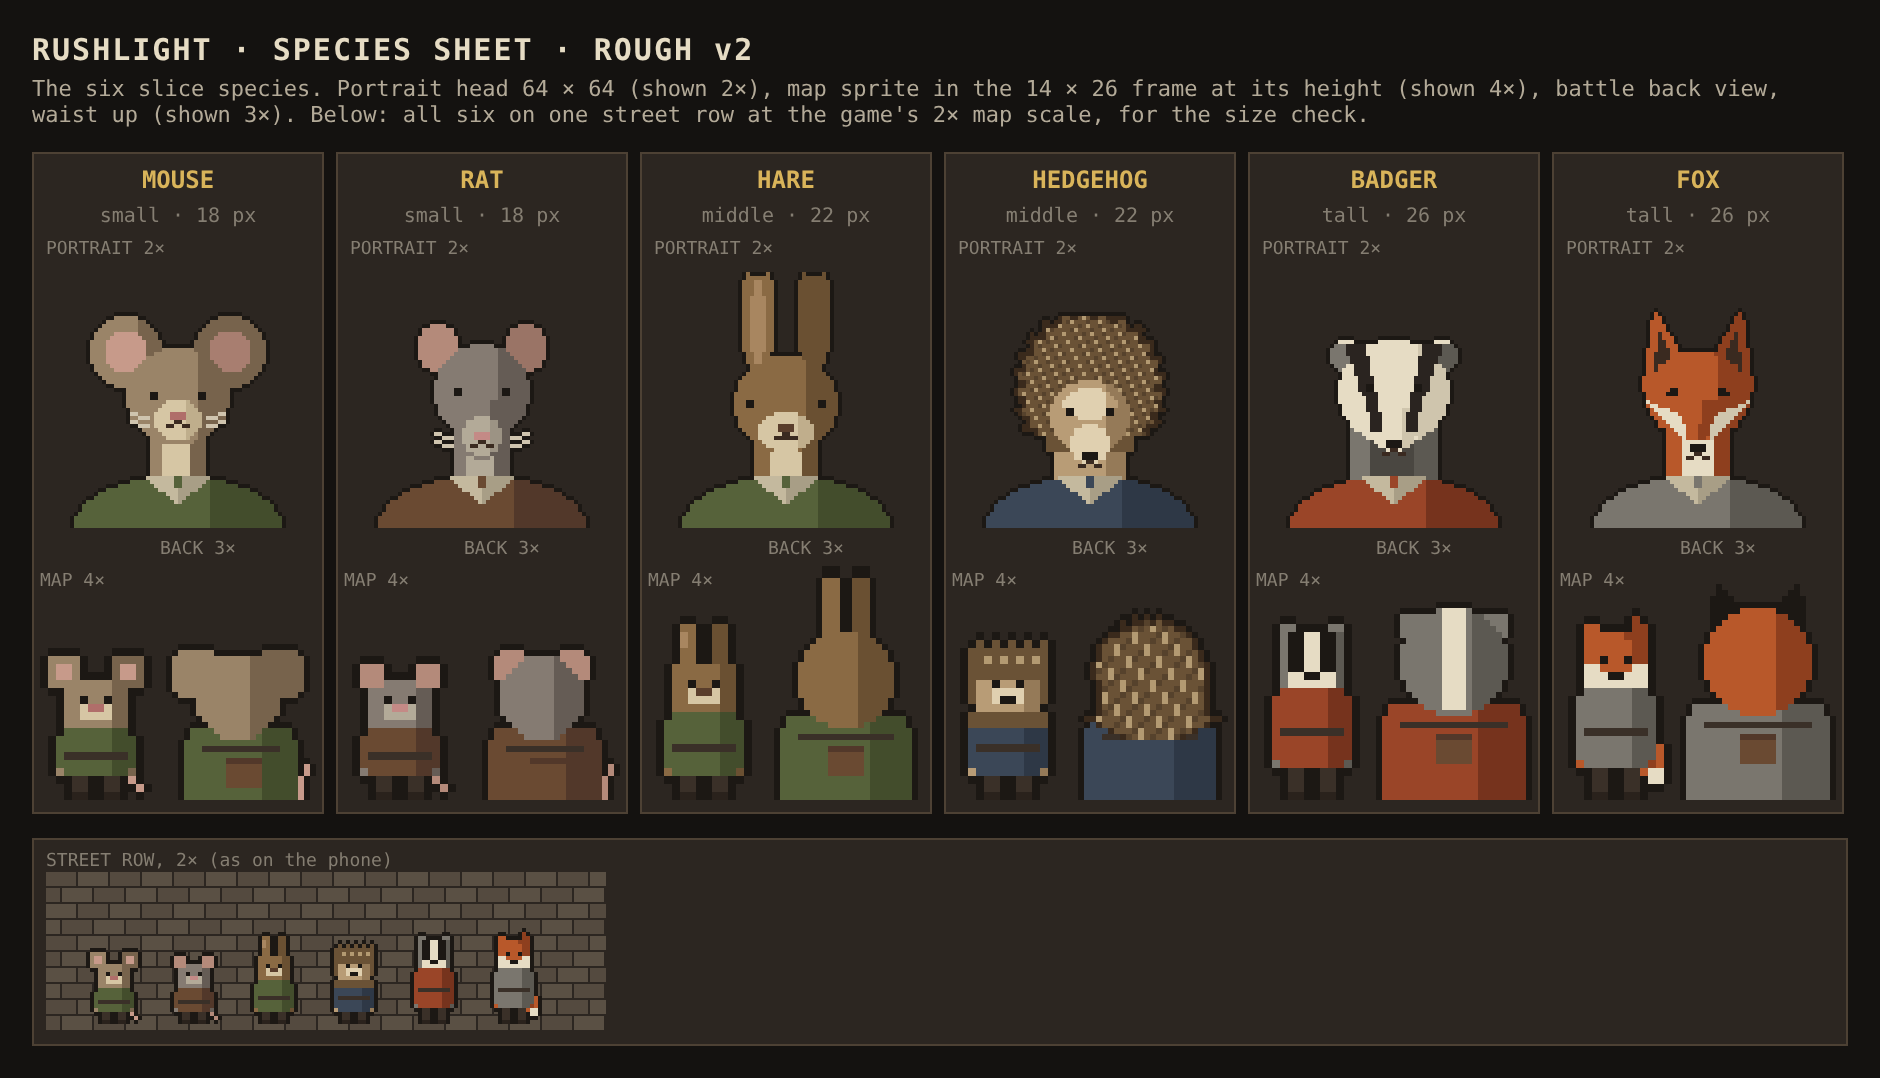 RUSHLIGHT · SPECIES SHEET · ROUGH v2
The six slice species. Portrait head 64 × 64 (shown 2×), map sprite in the 14 × 26 frame at its height (shown 4×), battle back view,
waist up (shown 3×). Below: all six on one street row at the game's 2× map scale, for the size check.
MOUSE
small · 18 px
PORTRAIT 2×
BACK 3×
MAP 4×
RAT
small · 18 px
PORTRAIT 2×
BACK 3×
MAP 4×
HARE
middle · 22 px
PORTRAIT 2×
BACK 3×
MAP 4×
HEDGEHOG
middle · 22 px
PORTRAIT 2×
BACK 3×
MAP 4×
BADGER
tall · 26 px
PORTRAIT 2×
BACK 3×
MAP 4×
FOX
tall · 26 px
PORTRAIT 2×
BACK 3×
MAP 4×
STREET ROW, 2× (as on the phone)